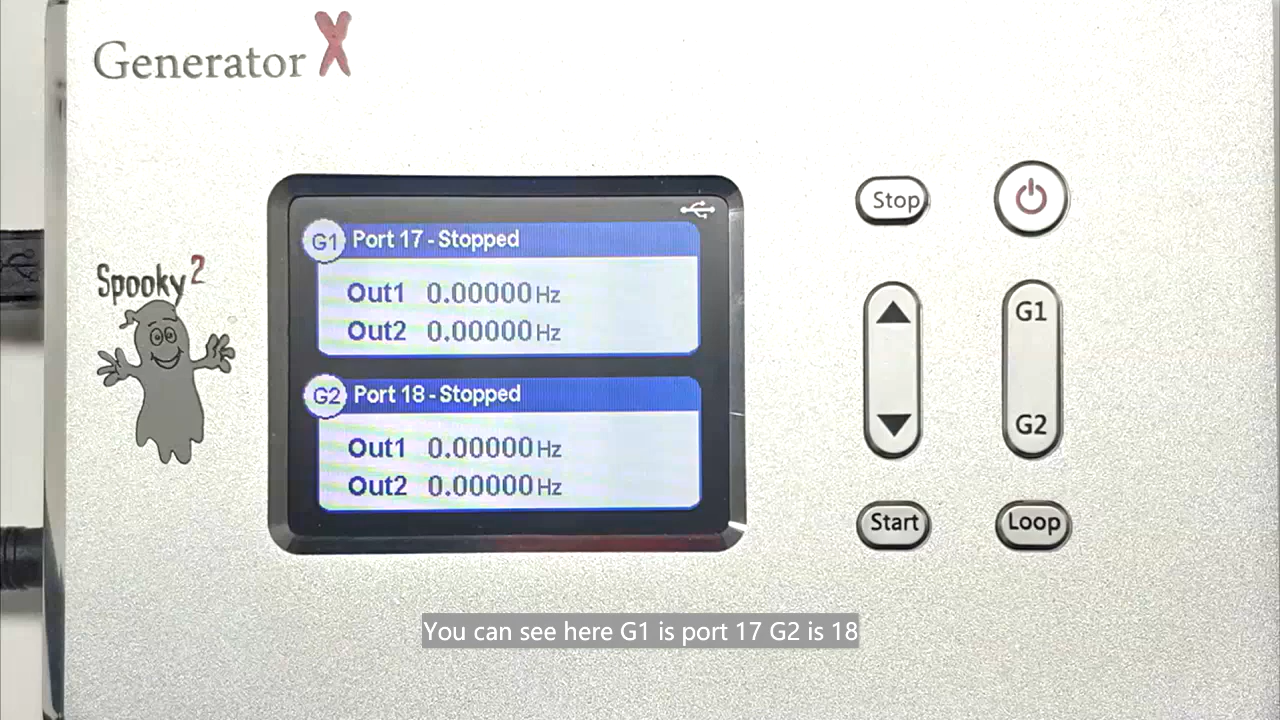 Generator X
Stop
G1 Port 17 - Stopped
Out1 0.00000 Hz
Out2 0.00000 Hz
Spooky2
G1
G2 Port 18 - Stopped
Out1 0.00000 Hz
Out2 0.00000 Hz
G2
Start
Loop
You can see here G1 is port 17 G2 is 18